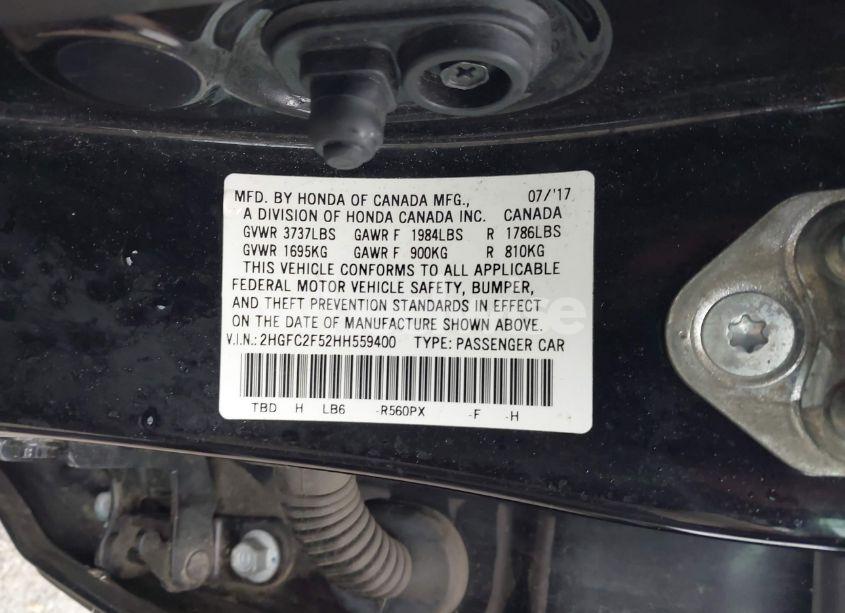 MFD. BY HONDA OF CANADA MFG., 07/'17
A DIVISION OF HONDA CANADA INC. CANADA
GVWR 3737LBS GAWR F 1984LBS R 1786LBS
GVWR 1695KG GAWR F 900KG R 810KG
THIS VEHICLE CONFORMS TO ALL APPLICABLE
FEDERAL MOTOR VEHICLE SAFETY, BUMPER,
AND THEFT PREVENTION STANDARDS IN EFFECT
ON THE DATE OF MANUFACTURE SHOWN ABOVE.
V.I.N.: 2HGFC2F52HH559400 TYPE: PASSENGER CAR
TBD H LB6 -R560PX -F -H